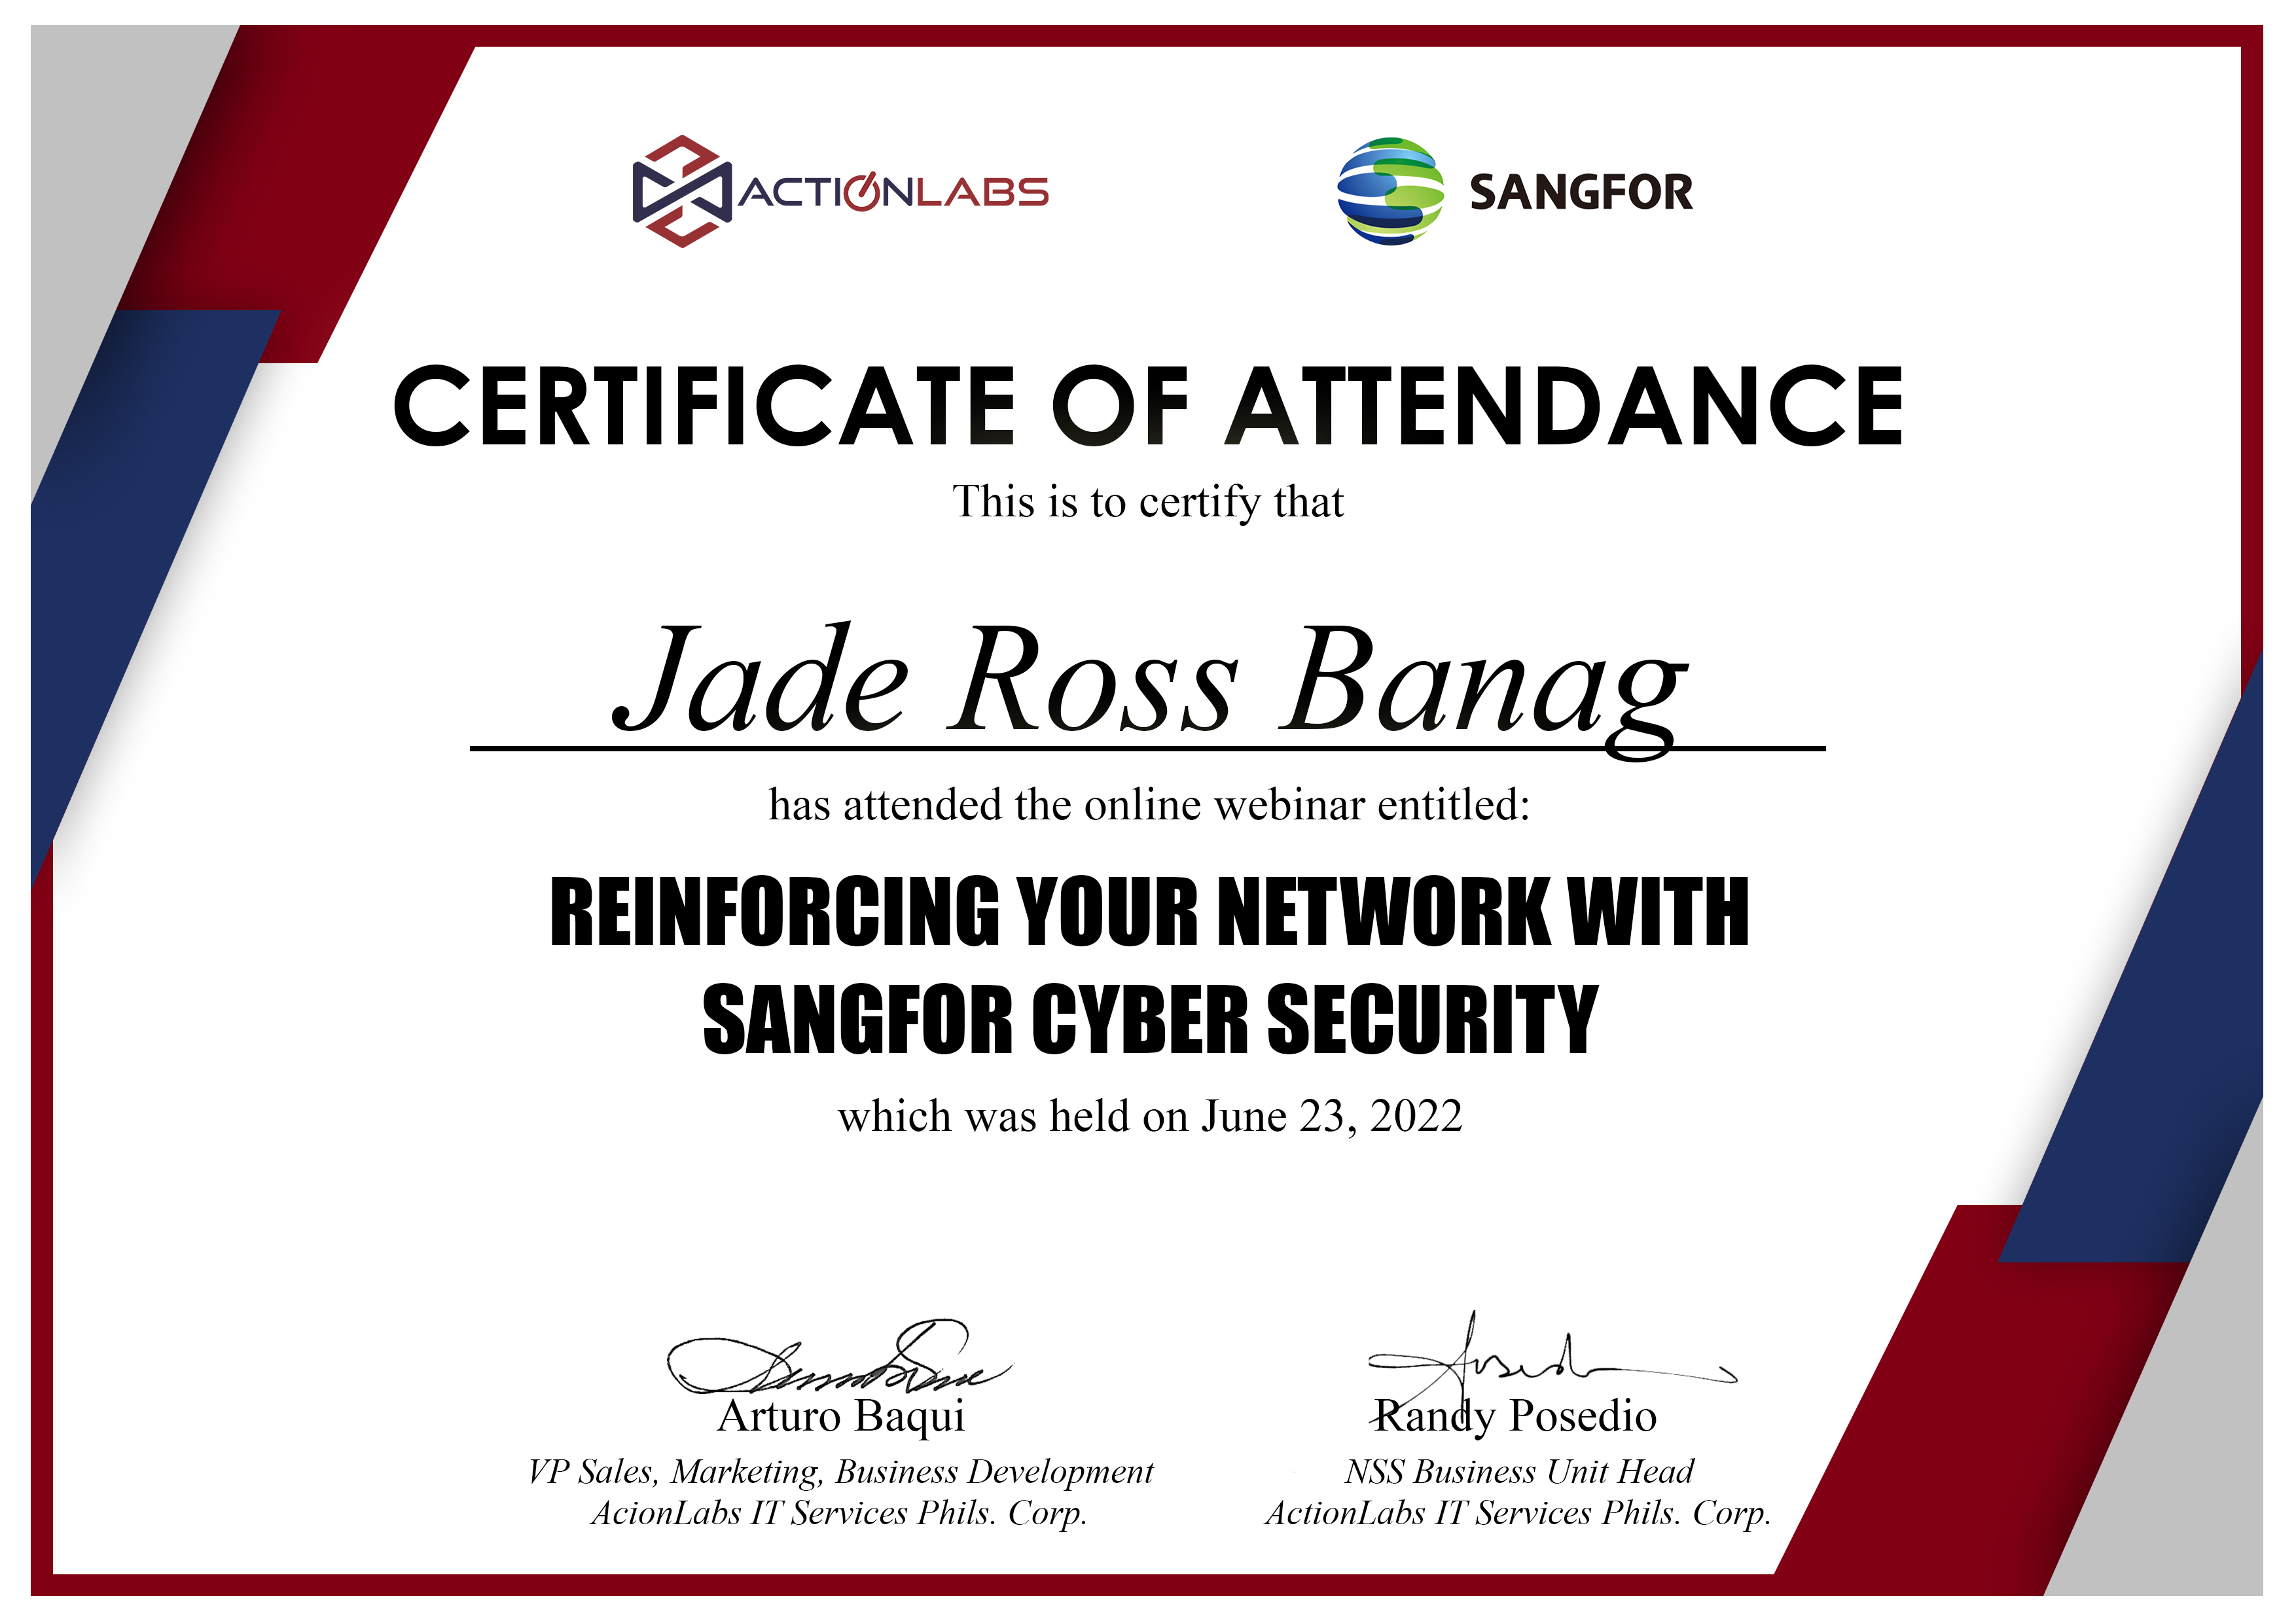 ACTIONLABS
SANGFOR
CERTIFICATE OF ATTENDANCE
This is to certify that
Jade Ross Banag
has attended the online webinar entitled:
REINFORCING YOUR NETWORK WITH
SANGFOR CYBER SECURITY
which was held on June 23, 2022
Arturo Baqui
VP Sales, Marketing, Business Development
AcionLabs IT Services Phils. Corp.
Randy Posedio
NSS Business Unit Head
ActionLabs IT Services Phils. Corp.